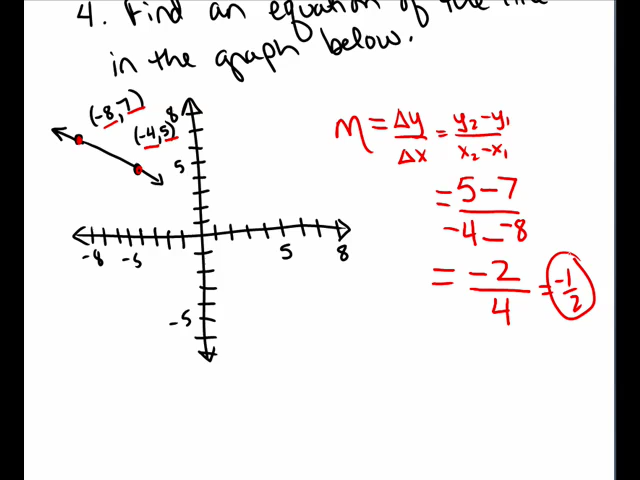 4. Find an equation of the line
in the graph below.
(-8,7)
(-4,5)
8
5
-8 -5 5 8
-5
m = Δy/Δx = y₂-y₁/x₂-x₁
= 5-7/-4--8
= -2/4 = -1/2